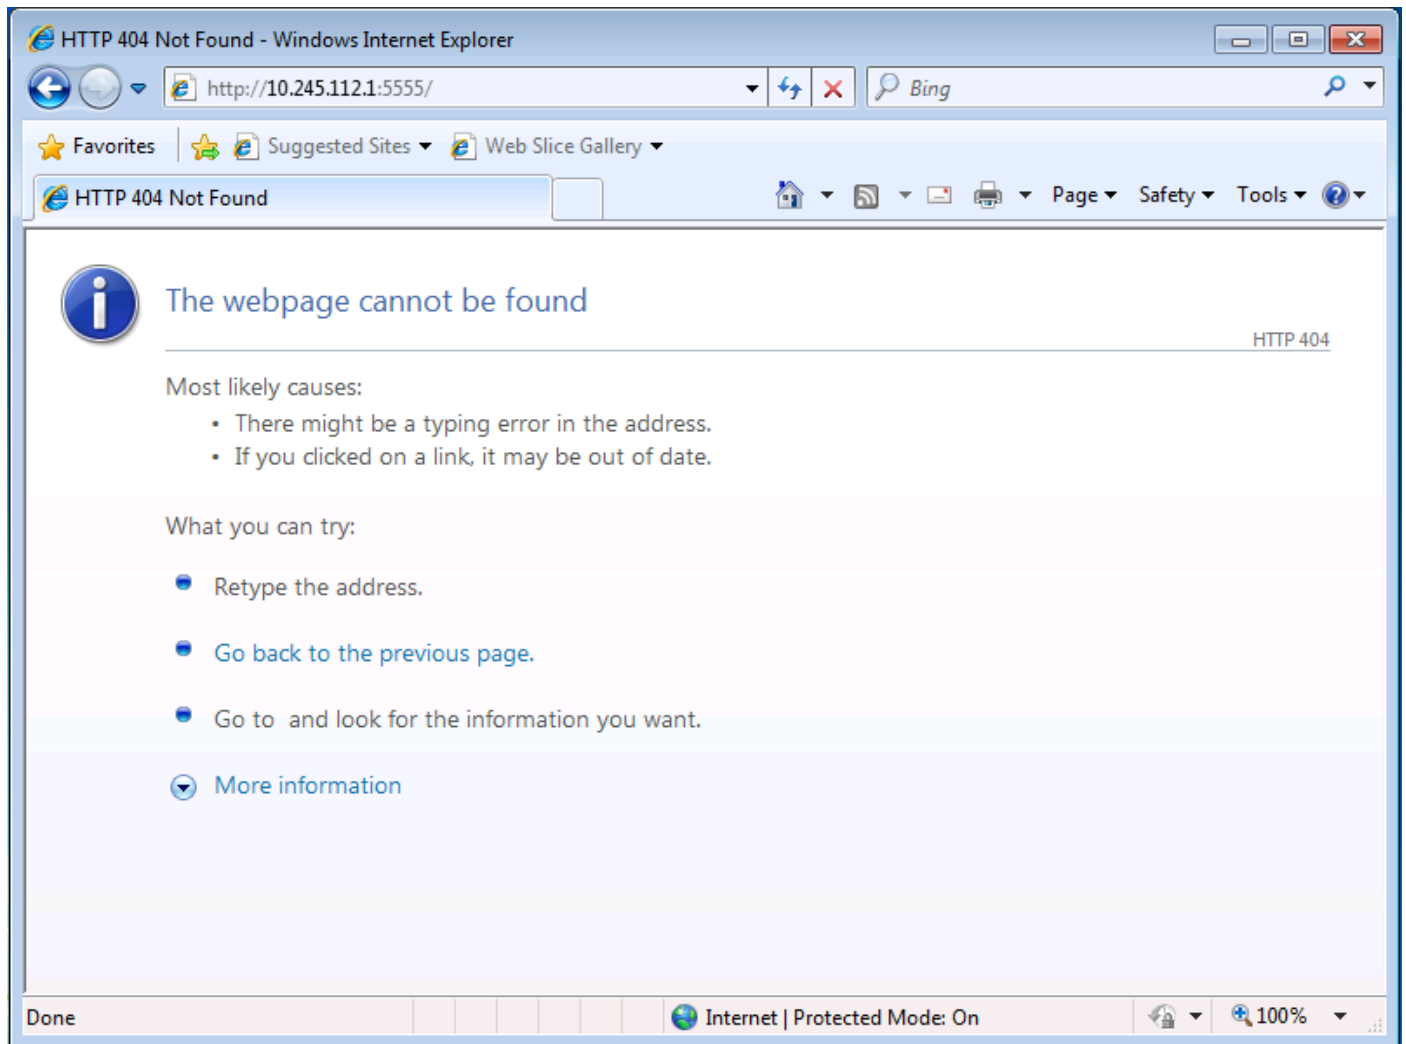 HTTP 404 Not Found - Windows Internet Explorer
http://10.245.112.1:5555/
Bing
Favorites
Suggested Sites
Web Slice Gallery
HTTP 404 Not Found
Page
Safety
Tools
The webpage cannot be found
HTTP 404
Most likely causes:
• There might be a typing error in the address.
• If you clicked on a link, it may be out of date.
What you can try:
Retype the address.
Go back to the previous page.
Go to  and look for the information you want.
More information
Done
Internet | Protected Mode: On
100%